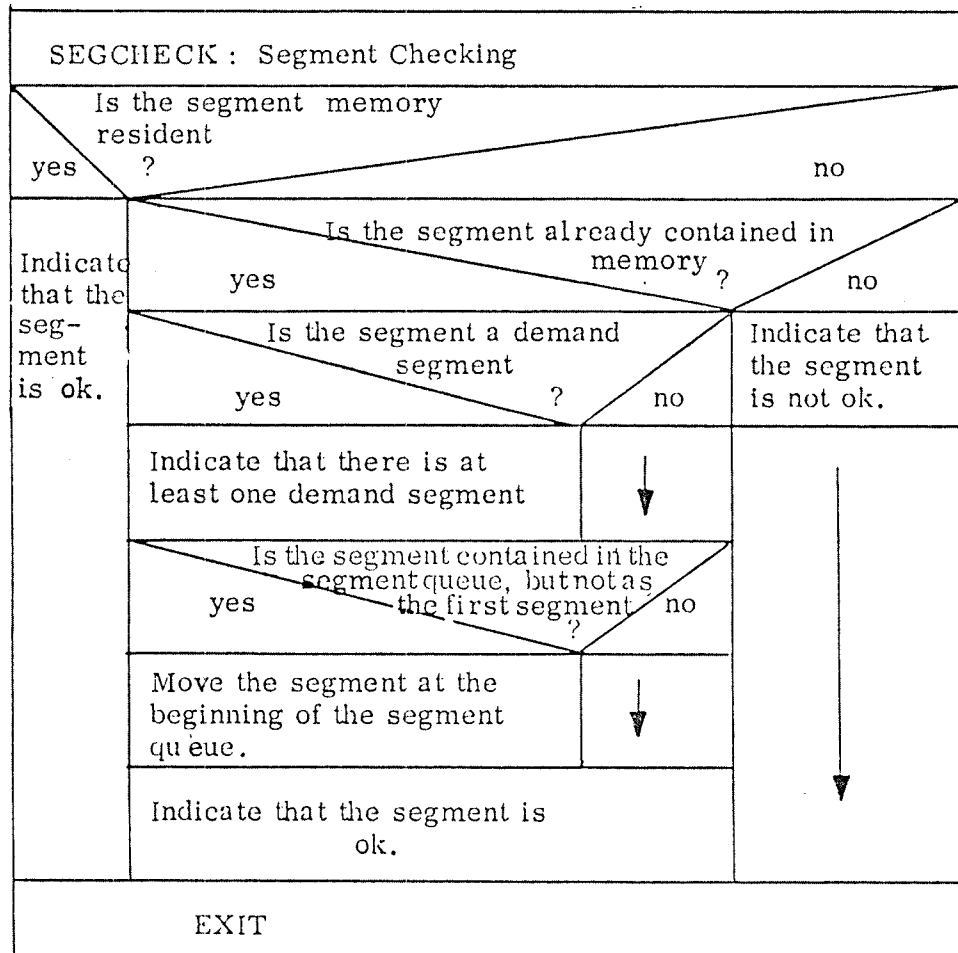 SEGCHECK : Segment Checking
Is the segment memory
resident
yes ?
no
Is the segment already contained in
memory ?
yes
no
Indicate
that the
seg-
ment
is ok.
Is the segment a demand
segment
yes ? no
Indicate that
the segment
is not ok.
Indicate that there is at
least one demand segment
Is the segment contained in the
segment queue, but not as
the first segment
yes
?
no
Move the segment at the
beginning of the segment
queue.
Indicate that the segment is
ok.
EXIT